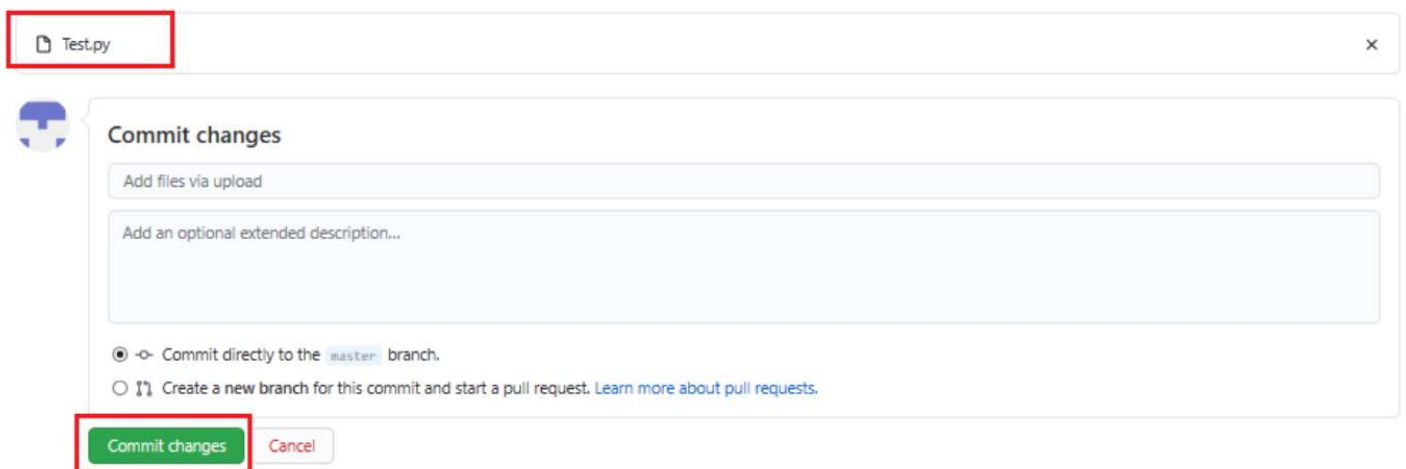 Test.py
Commit changes
Add files via upload
Add an optional extended description...
Commit directly to the master branch.
Create a new branch for this commit and start a pull request. Learn more about pull requests.
Commit changes Cancel